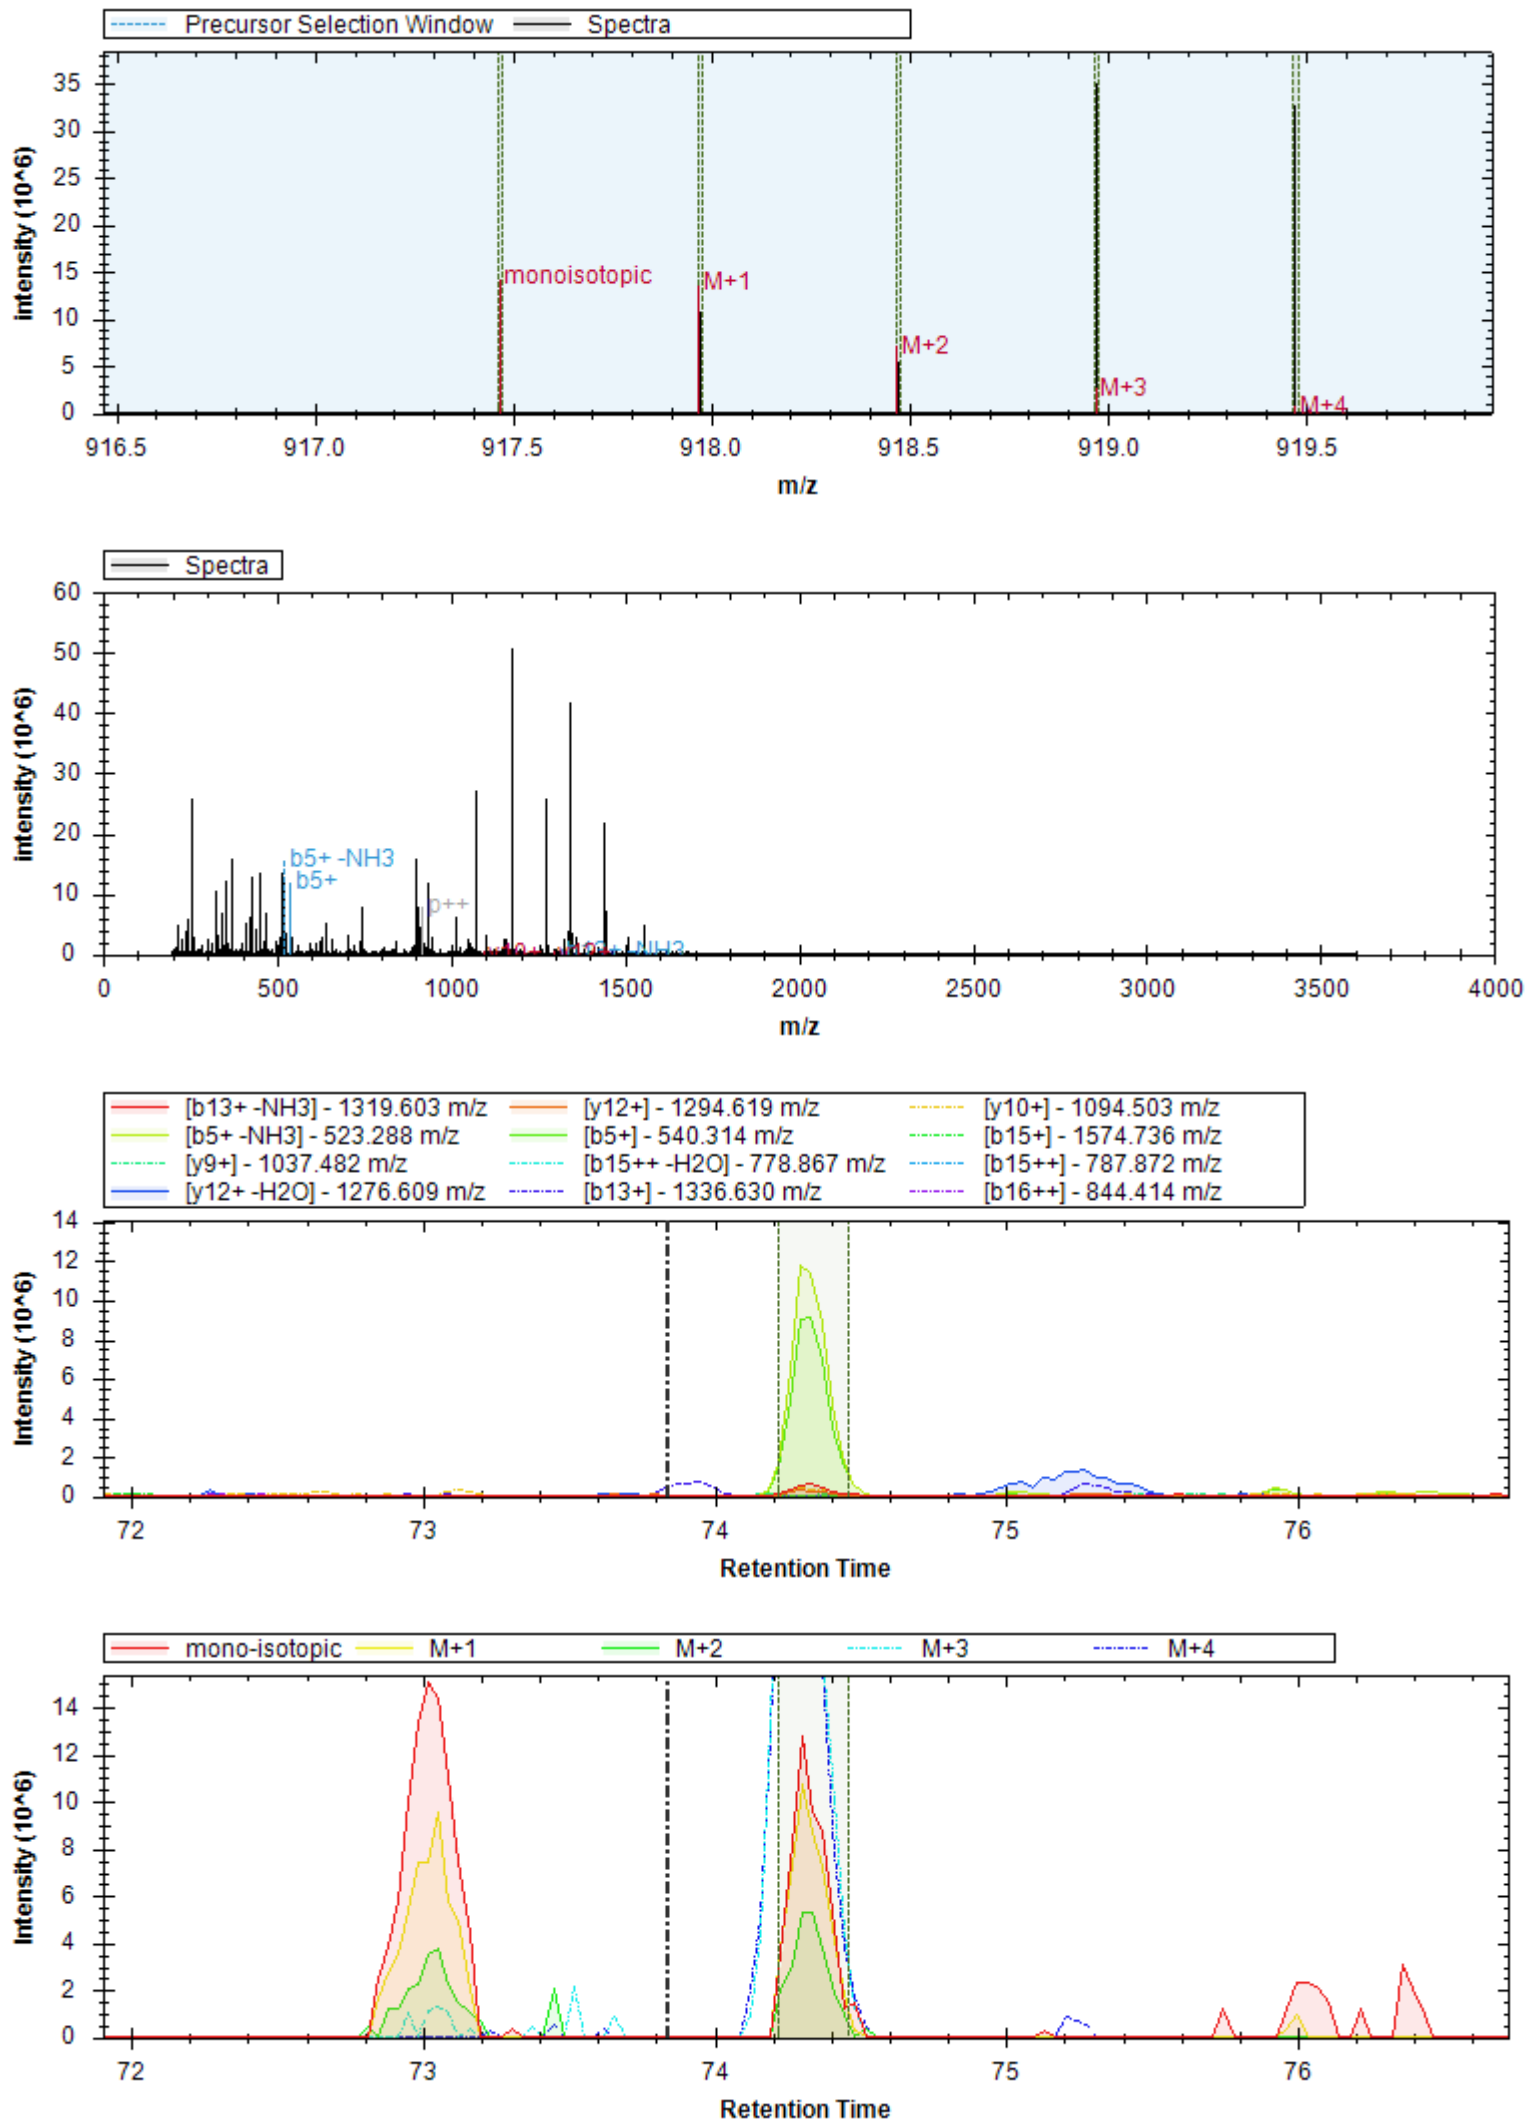 Precursor Selection Window Spectra
intensity (10^6)
35
30
25
20
15
10
5
0
monoisotopic
M+1
M+2
M+3
M+4
916.5 917.0 917.5 918.0 918.5 919.0 919.5
m/z
Spectra
intensity (10^6)
60
50
40
30
20
10
0
b5+ -NH3
b5+
p++
0 500 1000 1500 2000 2500 3000 3500 4000
m/z
[b13+ -NH3] - 1319.603 m/z [y12+] - 1294.619 m/z [y10+] - 1094.503 m/z
[b5+ -NH3] - 523.288 m/z [b5+] - 540.314 m/z [b15+] - 1574.736 m/z
[y9+] - 1037.482 m/z [b15++ -H2O] - 778.867 m/z [b15++] - 787.872 m/z
[y12+ -H2O] - 1276.609 m/z [b13+] - 1336.630 m/z [b16++] - 844.414 m/z
Intensity (10^6)
14
12
10
8
6
4
2
0
72 73 74 75 76
Retention Time
mono-isotopic M+1 M+2 M+3 M+4
Intensity (10^6)
14
12
10
8
6
4
2
0
72 73 74 75 76
Retention Time